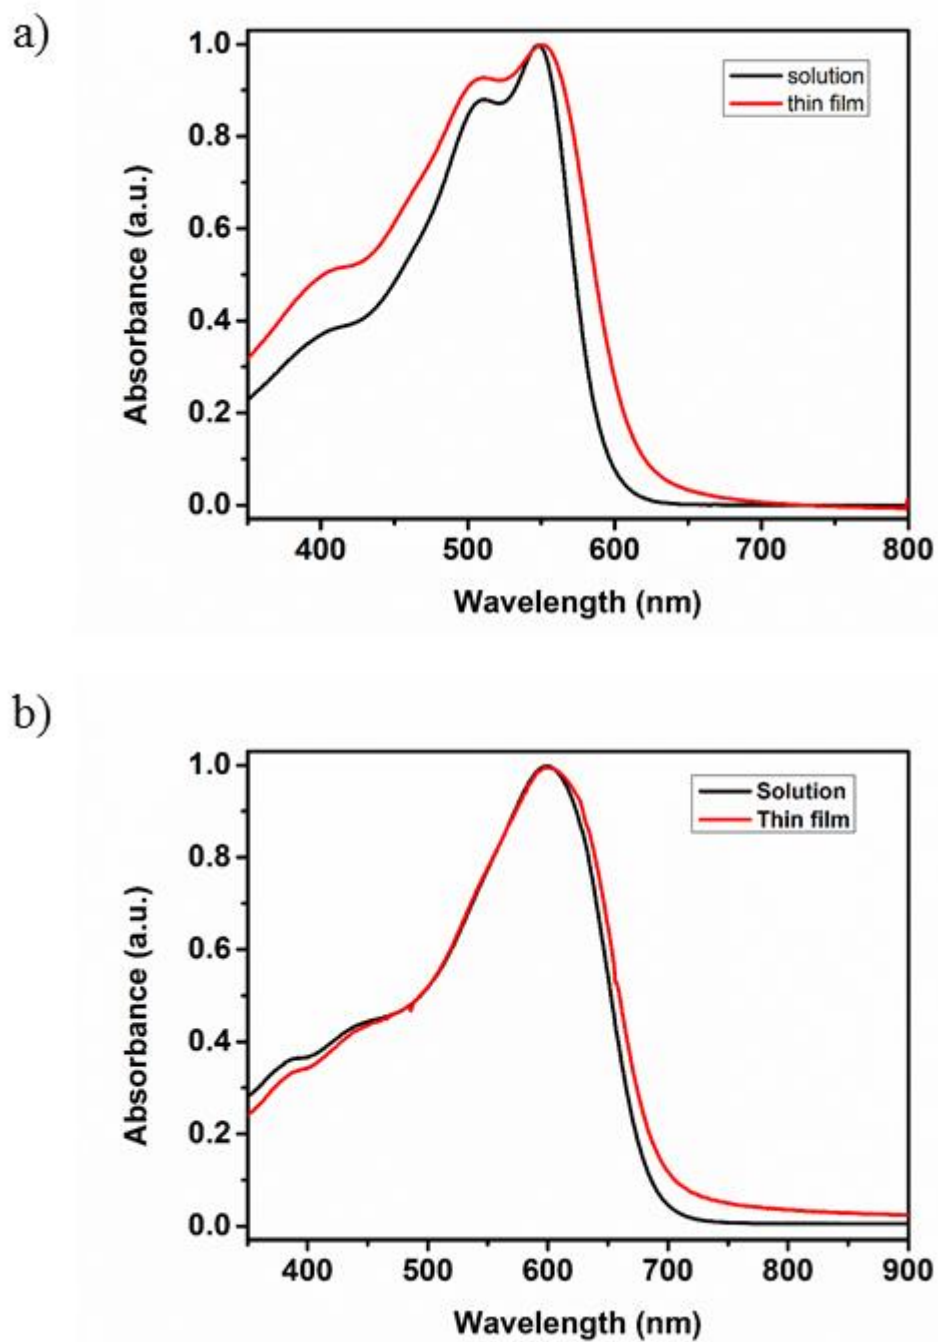 a)
1.0
0.8
0.6
0.4
0.2
0.0
Absorbance (a.u.)
solution
thin film
400 500 600 700 800
Wavelength (nm)
b)
1.0
0.8
0.6
0.4
0.2
0.0
Absorbance (a.u.)
Solution
Thin film
400 500 600 700 800 900
Wavelength (nm)